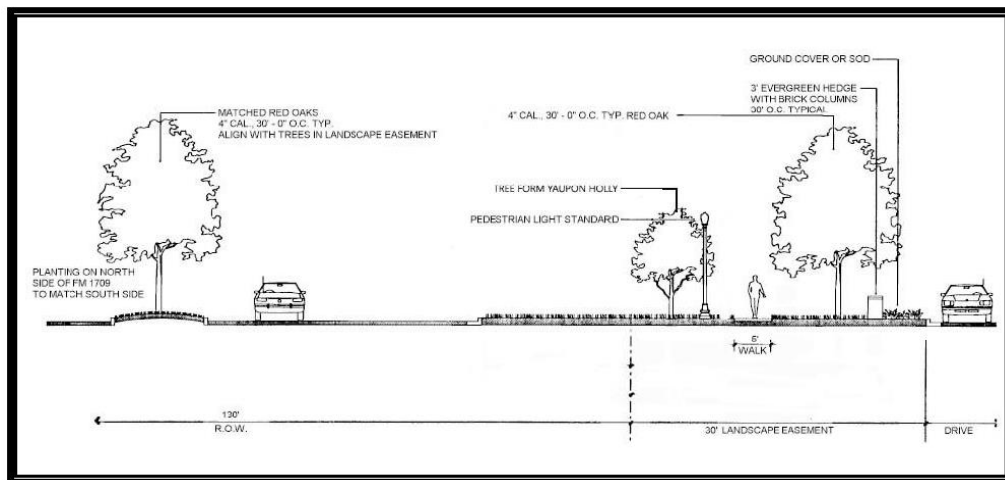 GROUND COVER OR SOD
3' EVERGREEN HEDGE
WITH BRICK COLUMNS
30' O.C. TYPICAL
MATCHED RED OAKS
4" CAL., 30' - 0" O.C. TYP.
ALIGN WITH TREES IN LANDSCAPE EASEMENT
4" CAL., 30' - 0" O.C. TYP. RED OAK
TREE FORM YAUPON HOLLY
PEDESTRIAN LIGHT STANDARD
PLANTING ON NORTH
SIDE OF FM 1709
TO MATCH SOUTH SIDE
WALK
130'
R.O.W.
30' LANDSCAPE EASEMENT
DRIVE